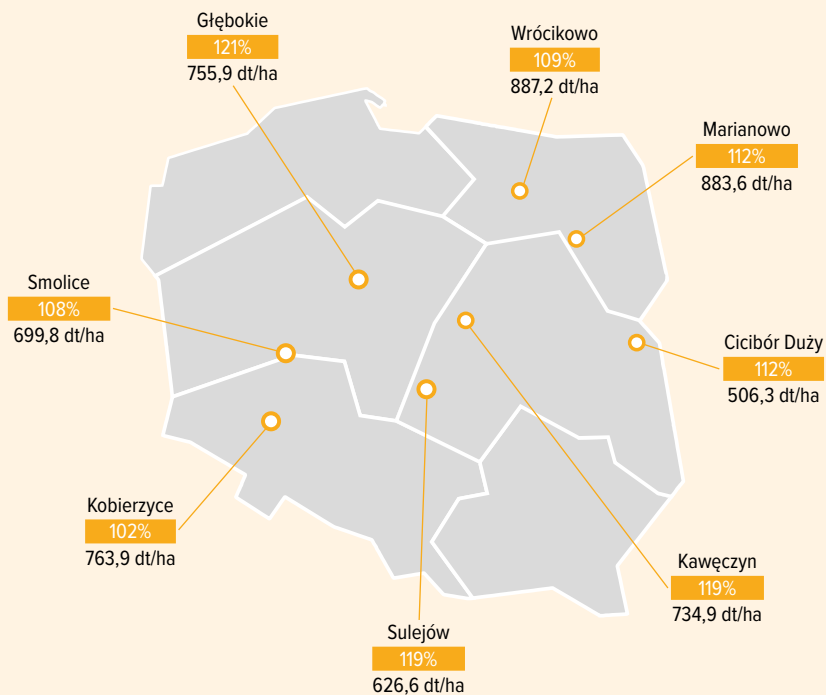 Głębokie
121%
755,9 dt/ha
Wrócikowo
109%
887,2 dt/ha
Marianowo
112%
883,6 dt/ha
Smolice
108%
699,8 dt/ha
Cicibór Duży
112%
506,3 dt/ha
Kobierzyce
102%
763,9 dt/ha
Kawęczyn
119%
734,9 dt/ha
Sulejów
119%
626,6 dt/ha